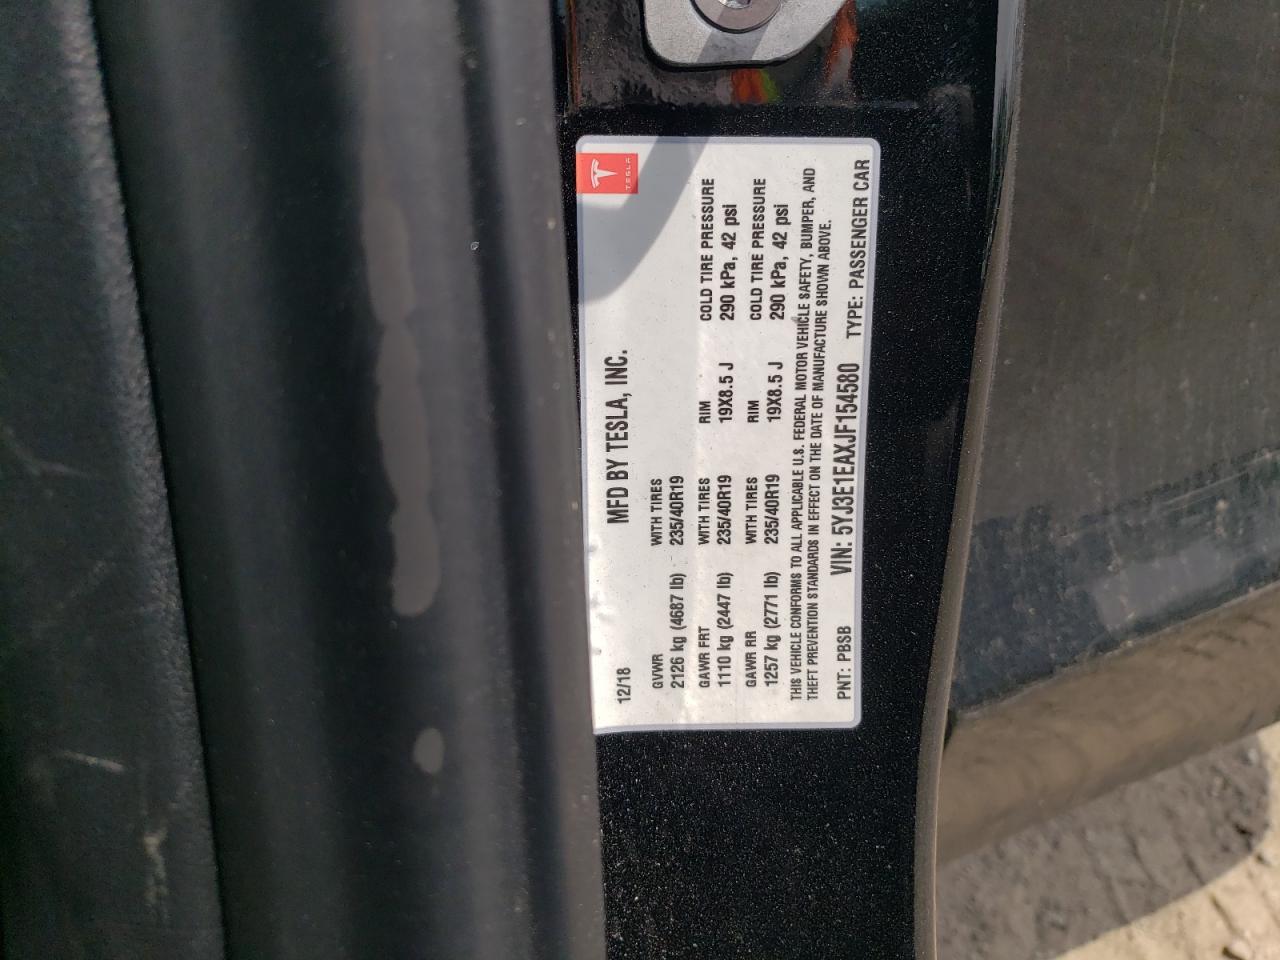 TESLA
MFD BY TESLA, INC.
12/18
GVWR WITH TIRES
2126 kg (4687 lb) 235/40R19
GAWR FRT WITH TIRES RIM COLD TIRE PRESSURE
1110 kg (2447 lb) 235/40R19 19X8.5 J 290 kPa, 42 psi
GAWR RR WITH TIRES RIM COLD TIRE PRESSURE
1257 kg (2771 lb) 235/40R19 19X8.5 J 290 kPa, 42 psi
THIS VEHICLE CONFORMS TO ALL APPLICABLE U.S. FEDERAL MOTOR VEHICLE SAFETY, BUMPER, AND
THEFT PREVENTION STANDARDS IN EFFECT ON THE DATE OF MANUFACTURE SHOWN ABOVE.
PNT: PBSB VIN: 5YJ3E1EAXJF154580 TYPE: PASSENGER CAR